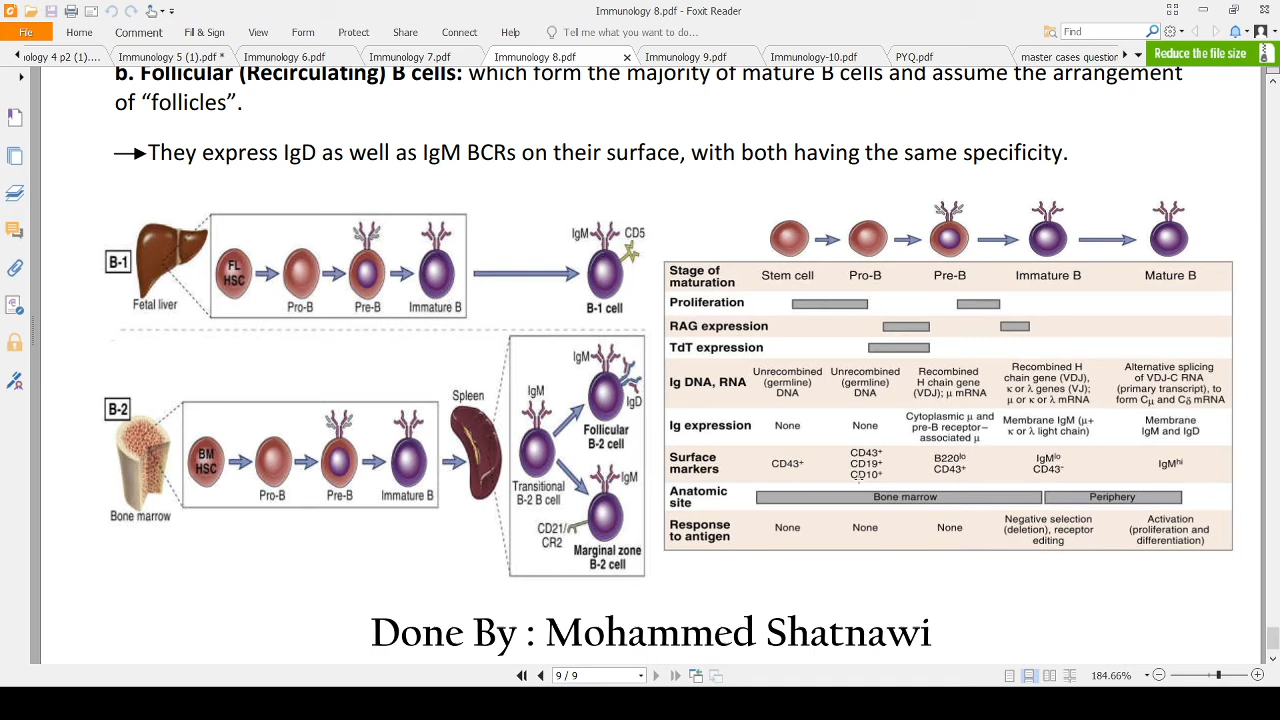 Immunology 8.pdf - Foxit Reader
File Home Comment Fill & Sign View Form Protect Share Connect Help Tell me what you want to do... Find
ology 4 p2 (1).... Immunology 5 (1).pdf * Immunology 6.pdf Immunology 7.pdf Immunology 8.pdf Immunology 9.pdf Immunology-10.pdf PYQ.pdf master cases question Reduce the file size
b. Follicular (Recirculating) B cells: which form the majority of mature B cells and assume the arrangement
of “follicles”.
They express IgD as well as IgM BCRs on their surface, with both having the same specificity.
B-1
Fetal liver
FL
HSC
Pro-B
Pre-B
Immature B
IgM
CD5
B-1 cell
B-2
Bone marrow
BM
HSC
Pro-B
Pre-B
Immature B
Spleen
IgM
Transitional
B-2 B cell
IgM
IgD
Follicular
B-2 cell
IgM
CD21/
CR2
Marginal zone
B-2 cell
Stage of
maturation
Stem cell Pro-B Pre-B Immature B Mature B
Proliferation
RAG expression
TdT expression
Ig DNA, RNA
Unrecombined
(germline)
DNA
Unrecombined
(germline)
DNA
Recombined
H chain gene
(VDJ); μ mRNA
Recombined H
chain gene (VDJ),
κ or λ genes (VJ);
μ or κ or λ mRNA
Alternative splicing
of VDJ-C RNA
(primary transcript), to
form Cμ and Cδ mRNA
Ig expression
None
None
Cytoplasmic μ and
pre-B receptor–
associated μ
Membrane IgM (μ+
κ or λ light chain)
Membrane
IgM and IgD
Surface
markers
CD43+
CD43+
CD19+
CD10+
B220lo
CD43+
IgMlo
CD43-
IgMhi
Anatomic
site
Bone marrow
Periphery
Response
to antigen
None
None
None
Negative selection
(deletion), receptor
editing
Activation
(proliferation and
differentiation)
Done By : Mohammed Shatnawi
9 / 9
184.66%